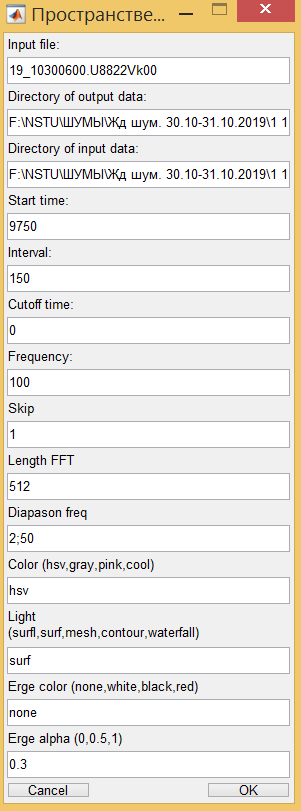 Пространстве...
Input file:
19_10300600.U8822Vk00
Directory of output data:
F:\NSTU\ШУМЫ\Жд шум. 30.10-31.10.2019\1 1
Directory of input data:
F:\NSTU\ШУМЫ\Жд шум. 30.10-31.10.2019\1 1
Start time:
9750
Interval:
150
Cutoff time:
0
Frequency:
100
Skip
1
Length FFT
512
Diapason freq
2;50
Color (hsv,gray,pink,cool)
hsv
Light
(surfl,surf,mesh,contour,waterfall)
surf
Erge color (none,white,black,red)
none
Erge alpha (0,0.5,1)
0.3
Cancel OK